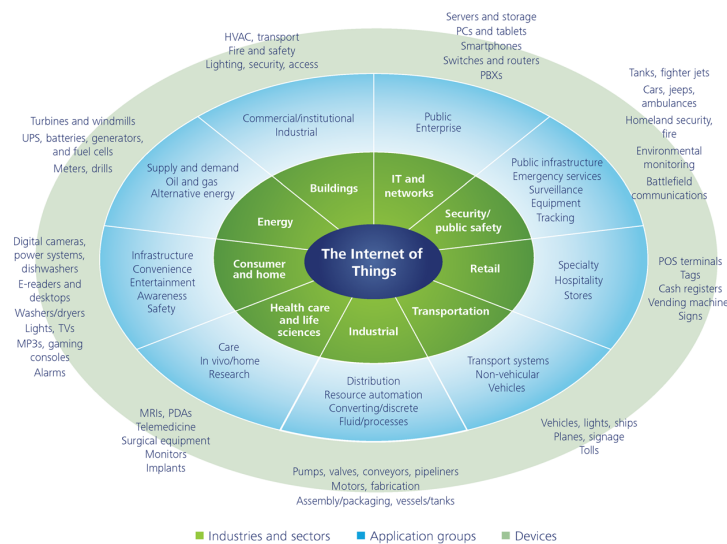 Servers and storage
PCs and tablets
Smartphones
Switches and routers
PBXs
HVAC, transport
Fire and safety
Lighting, security, access
Tanks, fighter jets
Cars, jeeps,
ambulances
Homeland security,
fire
Environmental
monitoring
Battlefield
communications
Turbines and windmills
UPS, batteries, generators,
and fuel cells
Meters, drills
Commercial/institutional
Industrial
Public
Enterprise
Supply and demand
Oil and gas
Alternative energy
Public infrastructure
Emergency services
Surveillance
Equipment
Tracking
Buildings
IT and
networks
Energy
Security/
public safety
Digital cameras,
power systems,
dishwashers
E-readers and
desktops
Washers/dryers
Lights, TVs
MP3s, gaming
consoles
Alarms
Infrastructure
Convenience
Entertainment
Awareness
Safety
Consumer
and home
The Internet of
Things
Retail
Specialty
Hospitality
Stores
POS terminals
Tags
Cash registers
Vending machine
Signs
Health care
and life
sciences
Industrial
Transportation
Care
In vivo/home
Research
Distribution
Resource automation
Converting/discrete
Fluid/processes
Transport systems
Non-vehicular
Vehicles
MRIs, PDAs
Telemedicine
Surgical equipment
Monitors
Implants
Vehicles, lights, ships
Planes, signage
Tolls
Pumps, valves, conveyors, pipeliners
Motors, fabrication
Assembly/packaging, vessels/tanks
Industries and sectors
Application groups
Devices